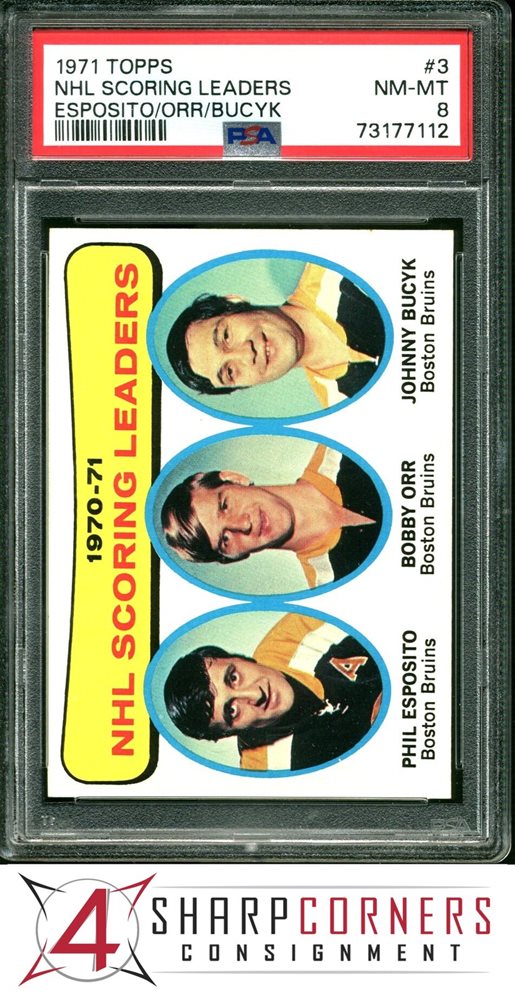 1971 TOPPS #3
NHL SCORING LEADERS NM-MT
ESPOSITO/ORR/BUCYK 8
PSA 73177112
1970-71
NHL SCORING LEADERS
PHIL ESPOSITO
Boston Bruins
BOBBY ORR
Boston Bruins
JOHNNY BUCYK
Boston Bruins
A
PSA
4 SHARPCORNERS
CONSIGNMENT